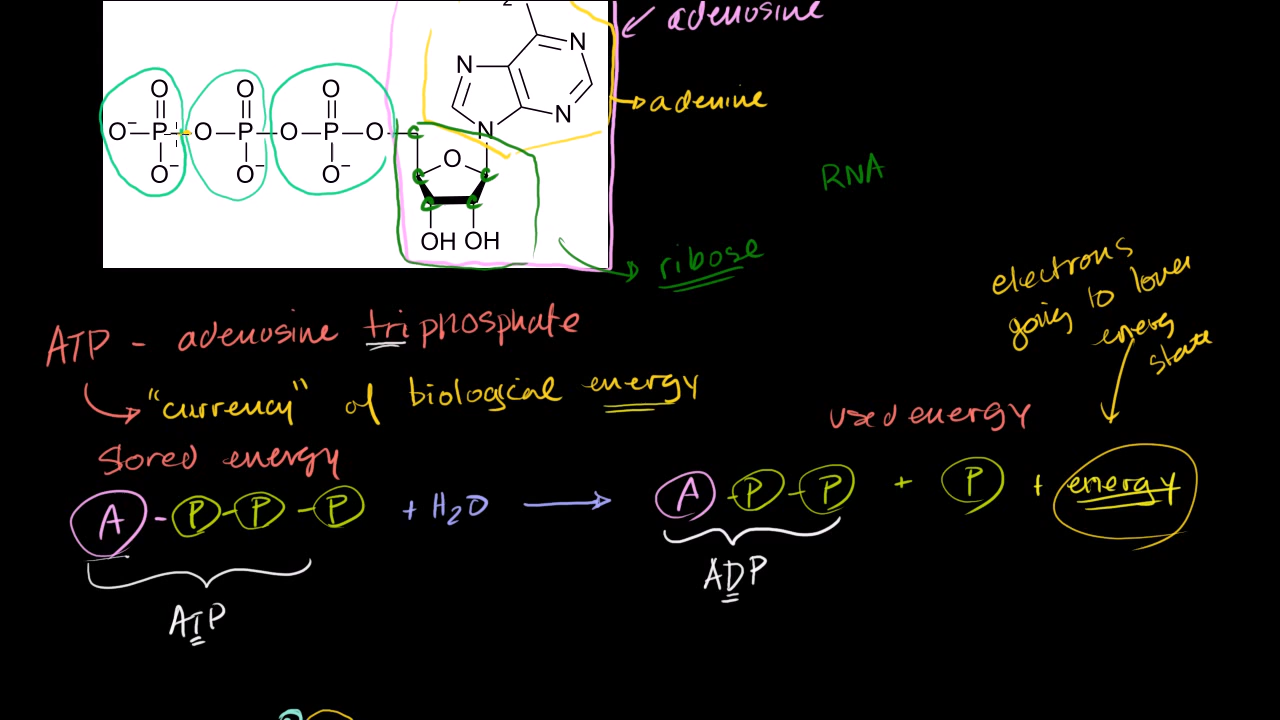 2
adenosine
N
N
N
N
adenine
O O O
O⁻ P O P O P O C
O⁻ O⁻ O⁻
O
C C
C C
OH OH
RNA
ribose
electrons
going to lower
energy
state
ATP - adenosine triphosphate
"currency" of biological energy
stored energy
used energy
A - P - P - P + H₂O → A - P - P + P + energy
ATP
ADP